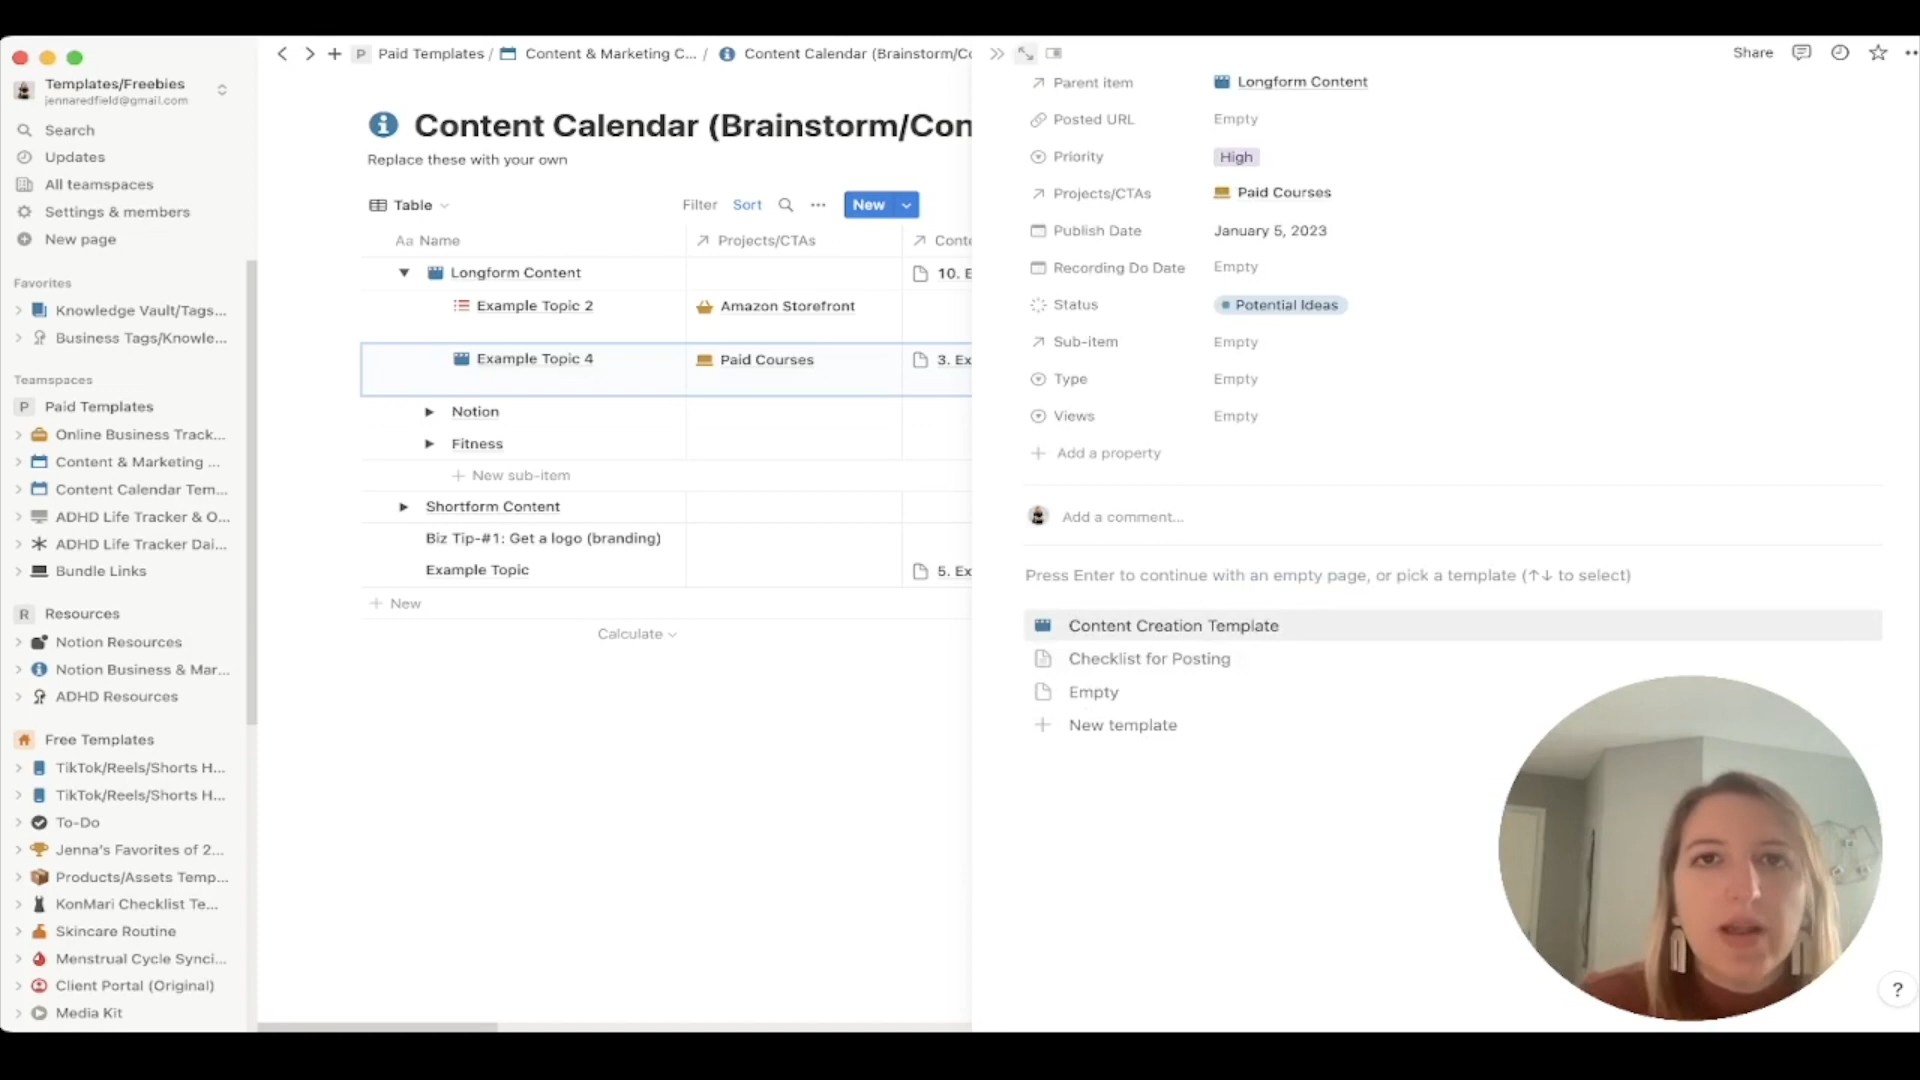 Templates/Freebies
jennaredfield@gmail.com
Search
Updates
All teamspaces
Settings & members
New page
Favorites
Knowledge Vault/Tags...
Business Tags/Knowle...
Teamspaces
P Paid Templates
Online Business Track...
Content & Marketing ...
Content Calendar Tem...
ADHD Life Tracker & O...
ADHD Life Tracker Dai...
Bundle Links
R Resources
Notion Resources
Notion Business & Mar...
ADHD Resources
Free Templates
TikTok/Reels/Shorts H...
TikTok/Reels/Shorts H...
To-Do
Jenna's Favorites of 2...
Products/Assets Temp...
KonMari Checklist Te...
Skincare Routine
Menstrual Cycle Synci...
Client Portal (Original)
Media Kit
P Paid Templates / Content & Marketing C... / Content Calendar (Brainstorm/Co
Content Calendar (Brainstorm/Con
Replace these with your own
Table Filter Sort New
Aa Name Projects/CTAs Conte
Longform Content 10. E
Example Topic 2 Amazon Storefront
Example Topic 4 Paid Courses 3. Ex
Notion
Fitness
New sub-item
Shortform Content
Biz Tip-#1: Get a logo (branding)
Example Topic 5. Ex
New
Calculate
Share
Parent item Longform Content
Posted URL Empty
Priority High
Projects/CTAs Paid Courses
Publish Date January 5, 2023
Recording Do Date Empty
Status Potential Ideas
Sub-item Empty
Type Empty
Views Empty
Add a property
Add a comment...
Press Enter to continue with an empty page, or pick a template (↑↓ to select)
Content Creation Template
Checklist for Posting
Empty
New template
?